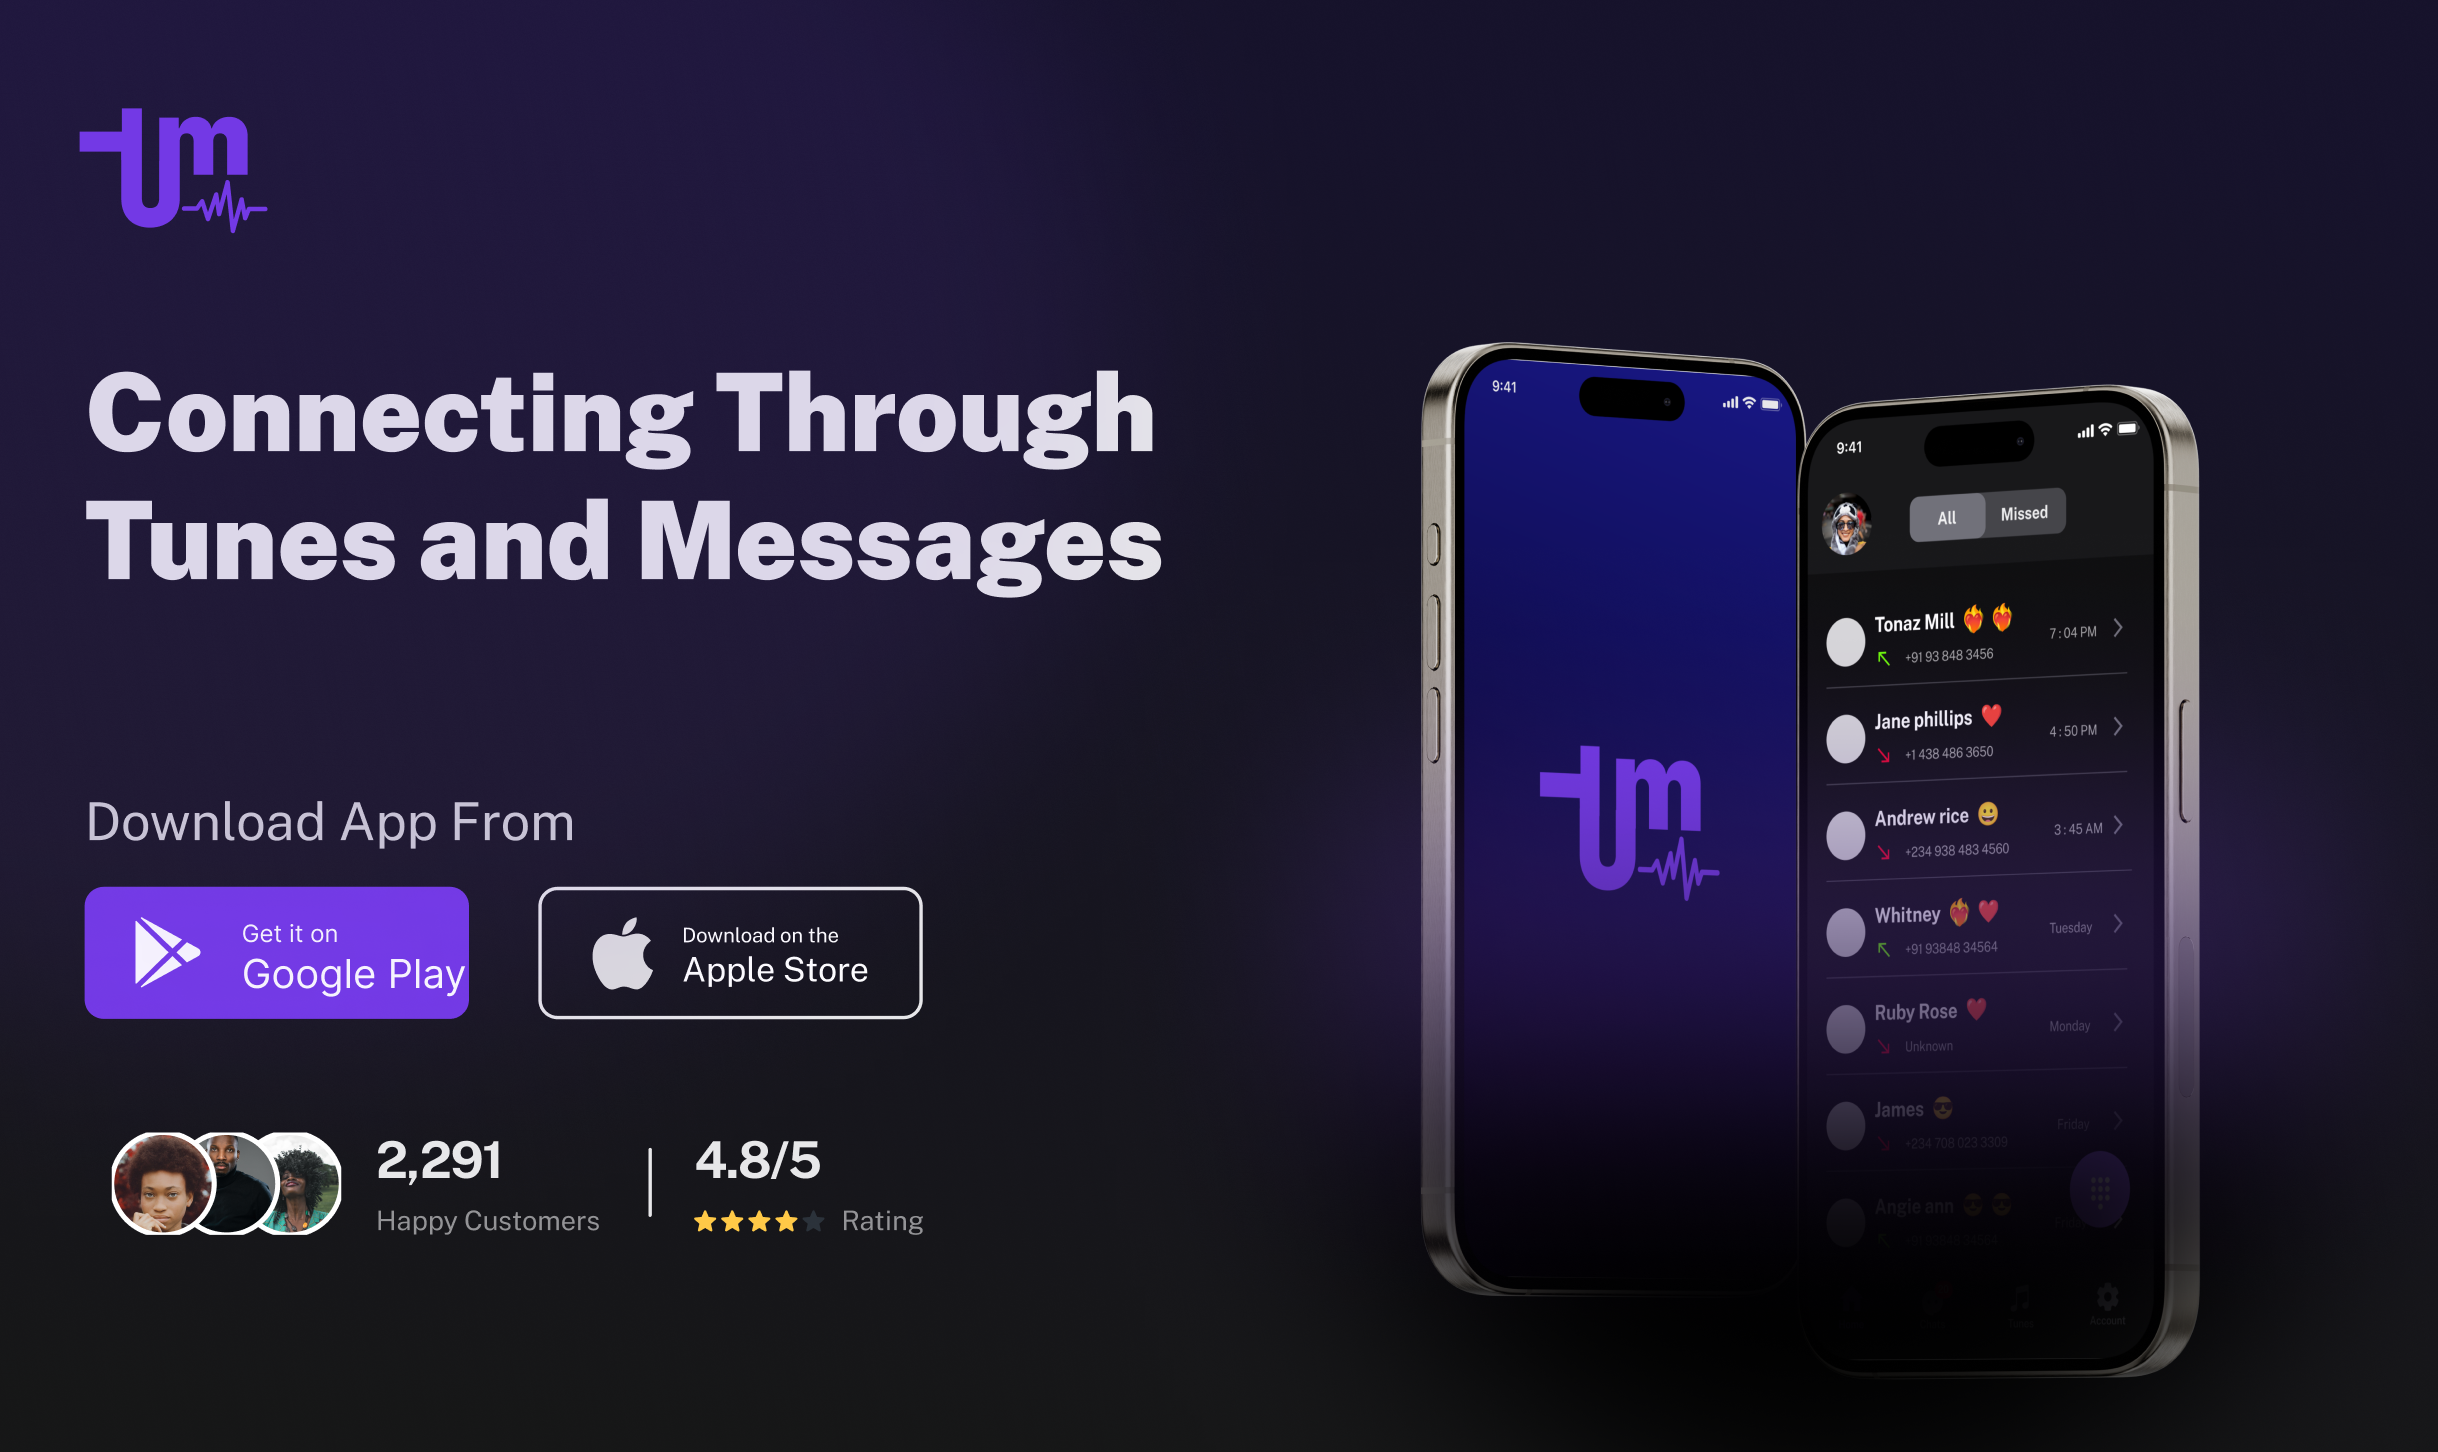 Um
Connecting Through
Tunes and Messages
Download App From
Get it on
Google Play
Download on the
Apple Store
2,291
Happy Customers
4.8/5
Rating
9:41
Um
9:41
All
Missed
Tonaz Mill ❤️‍🔥 ❤️‍🔥
+91 93 848 3456
7 : 04 PM
Jane phillips ❤️
+1 438 486 3650
4 : 50 PM
Andrew rice 😀
+234 938 483 4560
3 : 45 AM
Whitney ❤️‍🔥 ❤️
+91 93848 34564
Tuesday
Ruby Rose ❤️
Unknown
Monday
James 😎
+234 708 023 3309
Friday
Angie ann 😎 😎
Account